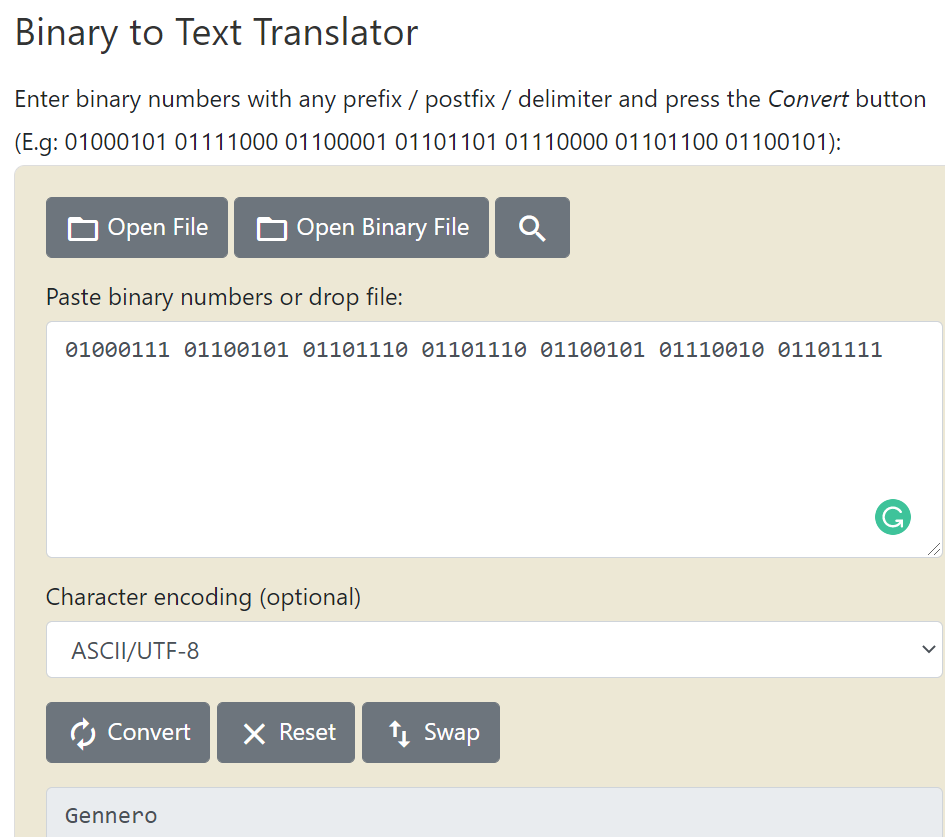 Binary to Text Translator
Enter binary numbers with any prefix / postfix / delimiter and press the Convert button
(E.g: 01000101 01111000 01100001 01101101 01110000 01101100 01100101):
Open File Open Binary File
Paste binary numbers or drop file:
01000111 01100101 01101110 01101110 01100101 01110010 01101111
Character encoding (optional)
ASCII/UTF-8
Convert Reset Swap
Gennero